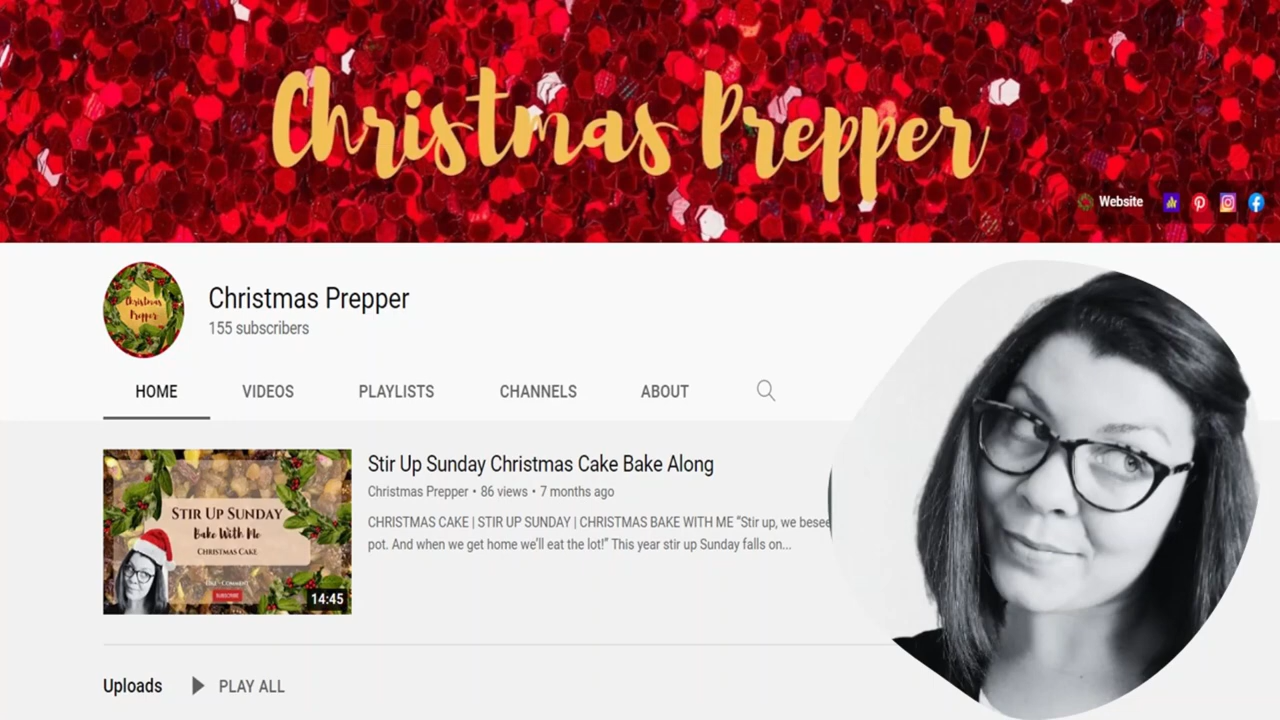 Christmas Prepper
Website
Christmas
Prepper
Christmas Prepper
155 subscribers
HOME VIDEOS PLAYLISTS CHANNELS ABOUT
STIR UP SUNDAY
Bake With Me
CHRISTMAS CAKE
LIKE - COMMENT
SUBSCRIBE
14:45
Stir Up Sunday Christmas Cake Bake Along
Christmas Prepper • 86 views • 7 months ago
CHRISTMAS CAKE | STIR UP SUNDAY | CHRISTMAS BAKE WITH ME “Stir up, we besee
pot. And when we get home we’ll eat the lot!” This year stir up Sunday falls on...
Uploads PLAY ALL